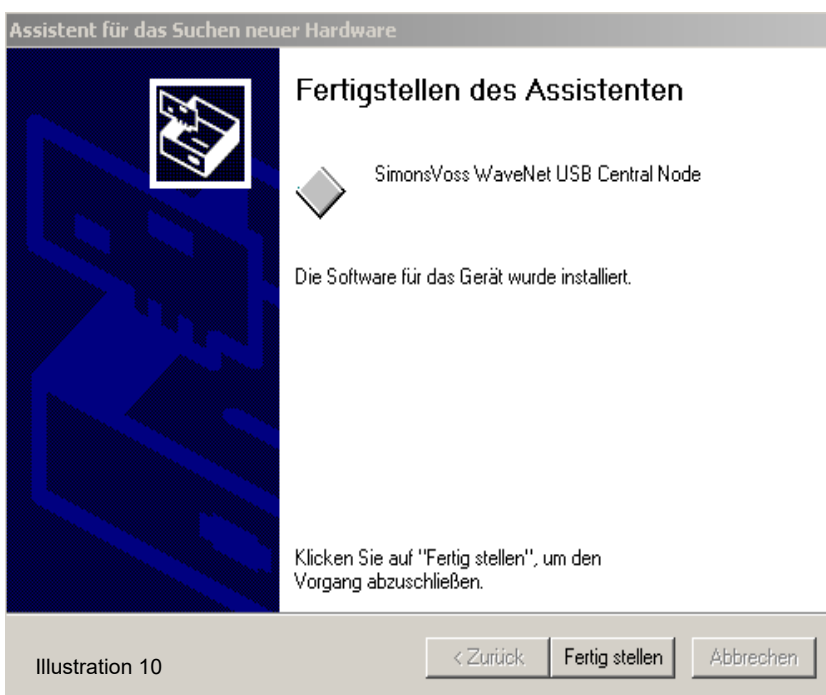 Assistent für das Suchen neuer Hardware
Fertigstellen des Assistenten
SimonsVoss WaveNet USB Central Node
Die Software für das Gerät wurde installiert.
Klicken Sie auf "Fertig stellen", um den
Vorgang abzuschließen.
Illustration 10
< Zurück
Fertig stellen
Abbrechen